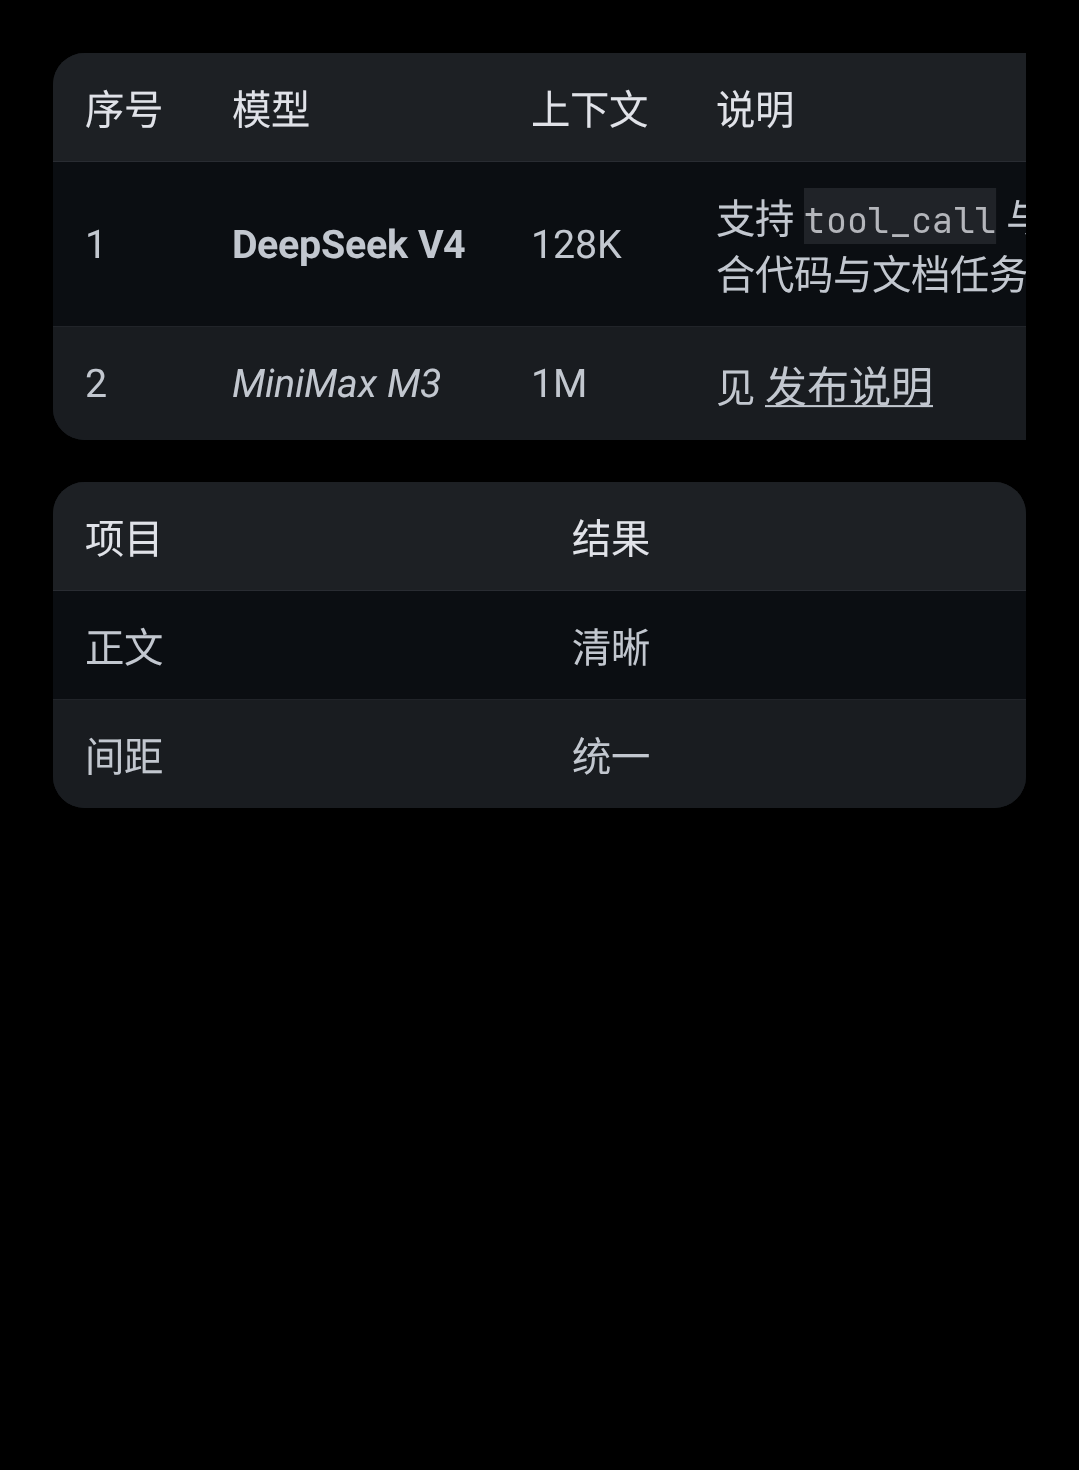 序号 模型 上下文 说明
1 DeepSeek V4 128K 支持 tool_call
合代码与文档任务
2 MiniMax M3 1M 见 发布说明
项目 结果
正文 清晰
间距 统一